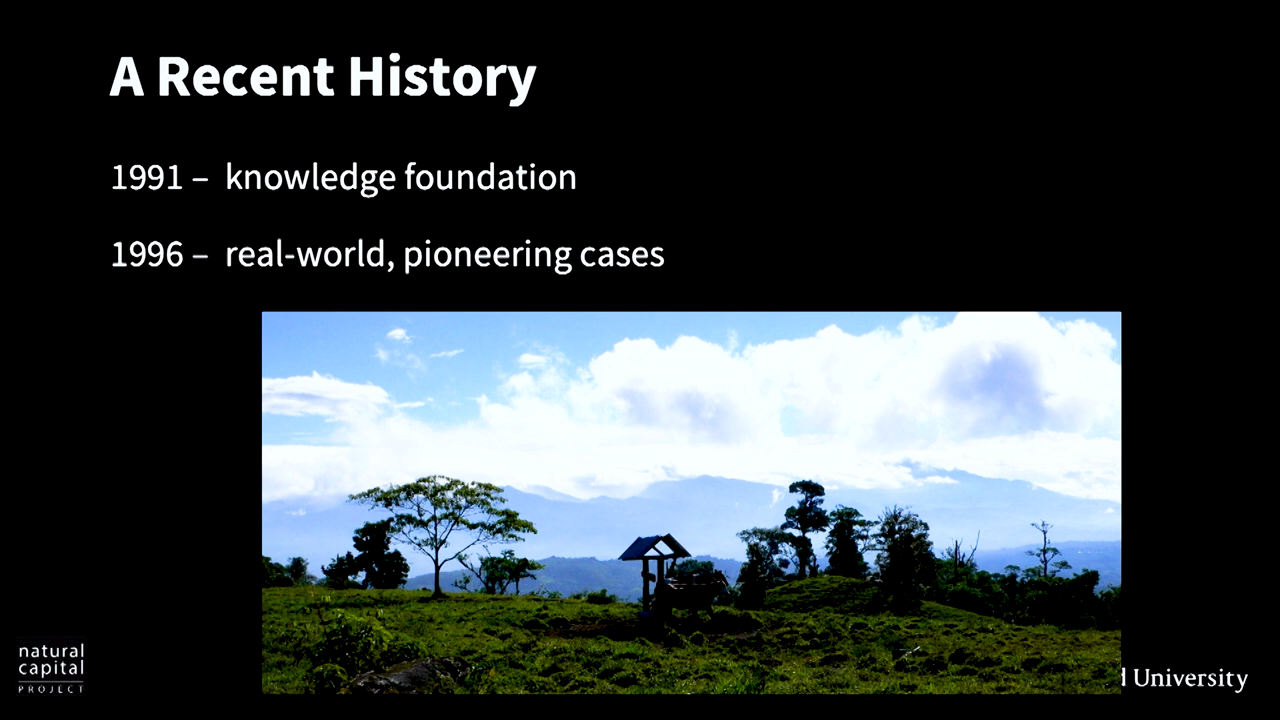 A Recent History
1991 – knowledge foundation
1996 – real-world, pioneering cases
natural
capital
PROJECT
University